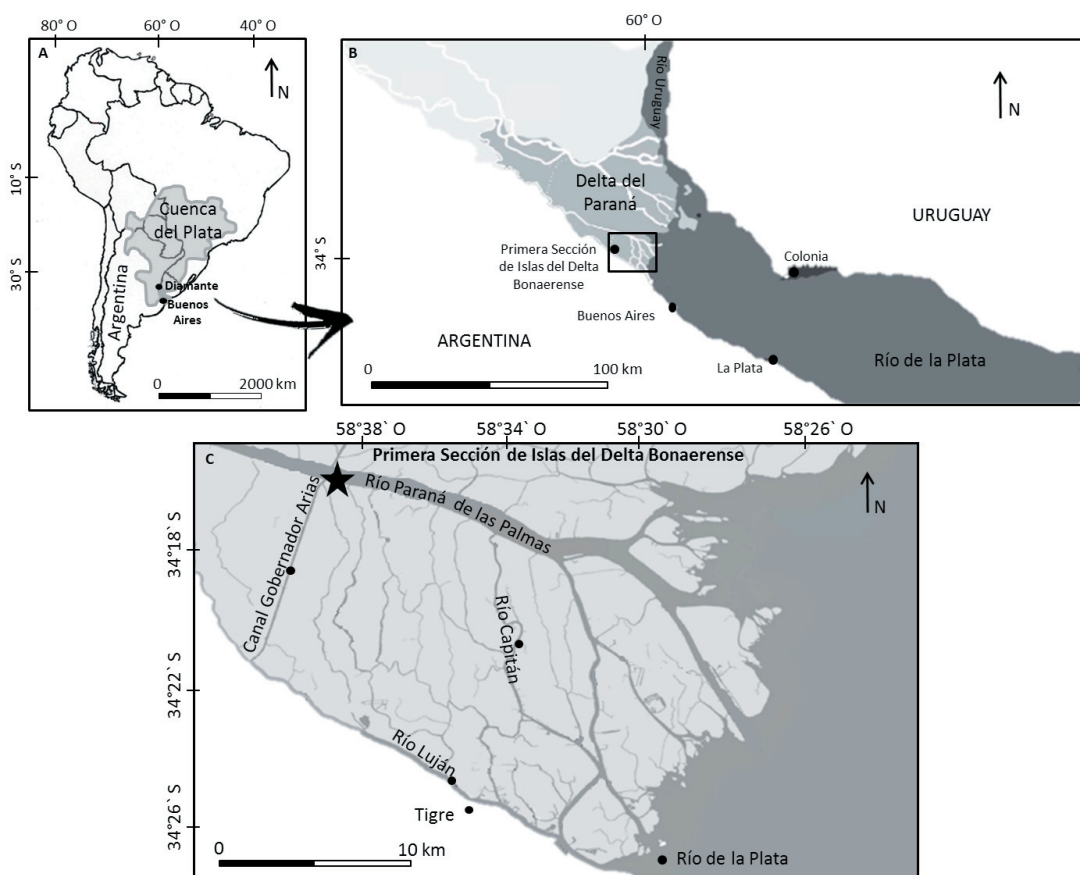 80° O
60° O
40° O
A
N
10° S
30° S
Cuenca
del Plata
Argentina
Diamante
Buenos
Aires
0
2000 km
60° O
B
N
34° S
Río Uruguay
Delta del
Paraná
URUGUAY
Primera Sección
de Islas del Delta
Bonaerense
Colonia
Buenos Aires
ARGENTINA
La Plata
Río de la Plata
0
100 km
58°38` O
58°34` O
58°30` O
58°26` O
C
Primera Sección de Islas del Delta Bonaerense
N
34°18` S
34°22` S
34°26` S
Río Paraná de las Palmas
Canal Gobernador Arias
Río Capitán
Río Luján
Tigre
Río de la Plata
0
10 km